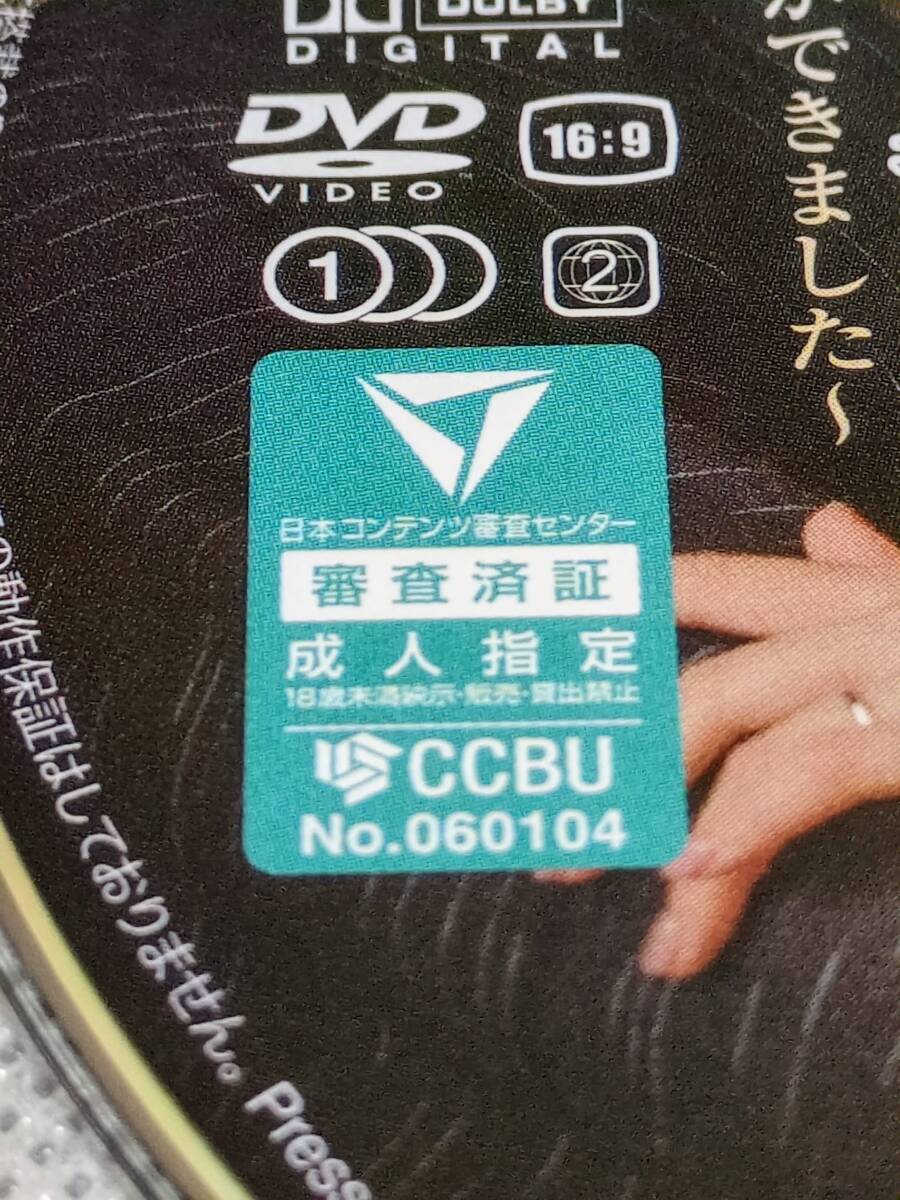 DOLBY
DIGITAL
DVD
VIDEO
TM
16:9
1
2
できました～
日本コンテンツ審査センター
審査済証
成人指定
18歳未満映示・販売・貸出禁止
CCBU
No.060104
の動作保証はしておりません。 Press